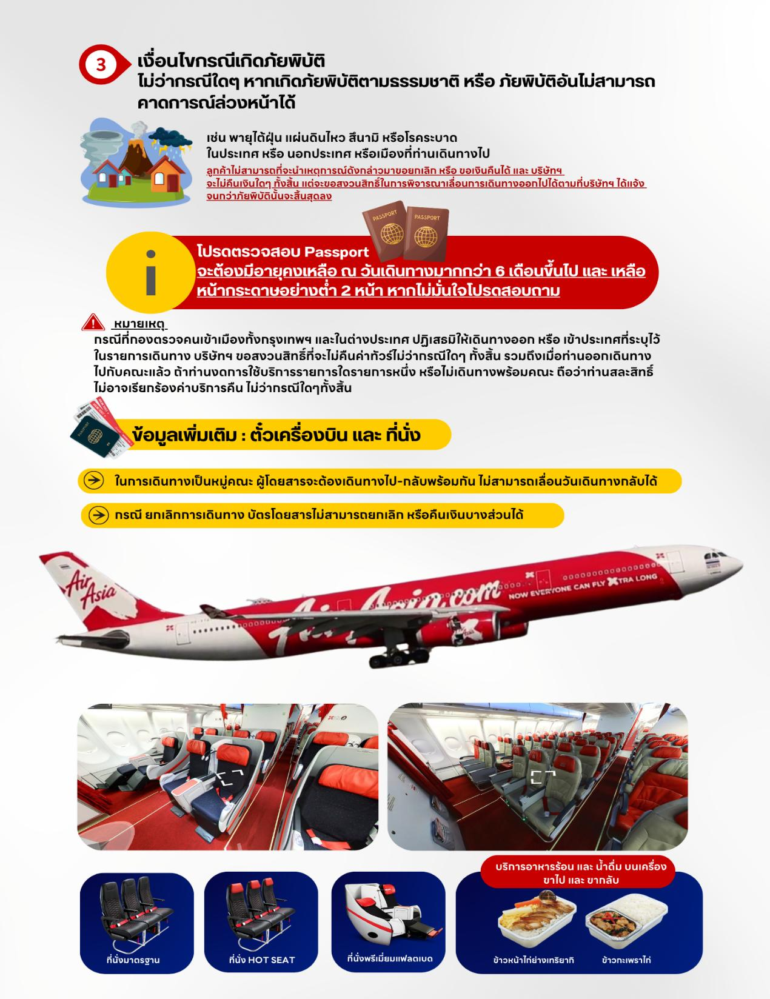 3
เงื่อนไขกรณีเกิดภัยพิบัติ
ไม่ว่ากรณีใดๆ หากเกิดภัยพิบัติตามธรรมชาติ หรือ ภัยพิบัติอันไม่สามารถ
คาดการณ์ล่วงหน้าได้
เช่น พายุไต้ฝุ่น แผ่นดินไหว สึนามิ หรือโรคระบาด
ในประเทศ หรือ นอกประเทศ หรือเมืองที่ท่านเดินทางไป
ลูกค้าไม่สามารถที่จะนำเหตุการณ์ดังกล่าวมาขอยกเลิก หรือ ขอเงินคืนได้ และ บริษัทฯ
จะไม่คืนเงินใดๆ ทั้งสิ้น แต่จะขอสงวนสิทธิ์ในการพิจารณาเลื่อนการเดินทางออกไปได้ตามที่บริษัทฯ ได้แจ้ง
จนกว่าภัยพิบัตินั้นจะสิ้นสุดลง
PASSPORT
PASSPORT
i
โปรดตรวจสอบ Passport
จะต้องมีอายุคงเหลือ ณ วันเดินทางมากกว่า 6 เดือนขึ้นไป และ เหลือ
หน้ากระดาษอย่างต่ำ 2 หน้า หากไม่มั่นใจโปรดสอบถาม
หมายเหตุ
กรณีที่กองตรวจคนเข้าเมืองทั้งกรุงเทพฯ และในต่างประเทศ ปฏิเสธมิให้เดินทางออก หรือ เข้าประเทศที่ระบุไว้
ในรายการเดินทาง บริษัทฯ ขอสงวนสิทธิ์ที่จะไม่คืนค่าทัวร์ไม่ว่ากรณีใดๆ ทั้งสิ้น รวมถึงเมื่อท่านออกเดินทาง
ไปกับคณะแล้ว ถ้าท่านงดการใช้บริการรายการใดรายการหนึ่ง หรือไม่เดินทางพร้อมคณะ ถือว่าท่านสละสิทธิ์
ไม่อาจเรียกร้องค่าบริการคืน ไม่ว่ากรณีใดๆทั้งสิ้น
PASSPORT
ข้อมูลเพิ่มเติม : ตั๋วเครื่องบิน และ ที่นั่ง
ในการเดินทางเป็นหมู่คณะ ผู้โดยสารจะต้องเดินทางไป-กลับพร้อมกัน ไม่สามารถเลื่อนวันเดินทางกลับได้
กรณี ยกเลิกการเดินทาง บัตรโดยสารไม่สามารถยกเลิก หรือคืนเงินบางส่วนได้
Air
Asia
AirAsia.com
NOW EVERYONE CAN FLY XTRA LONG
บริการอาหารร้อน และ น้ำดื่ม บนเครื่อง
ขาไป และ ขากลับ
ที่นั่งมาตรฐาน
ที่นั่ง HOT SEAT
ที่นั่งพรีเมี่ยมแฟลตเบด
ข้าวหน้าไก่ย่างเทริยากิ
ข้าวกะเพราไก่